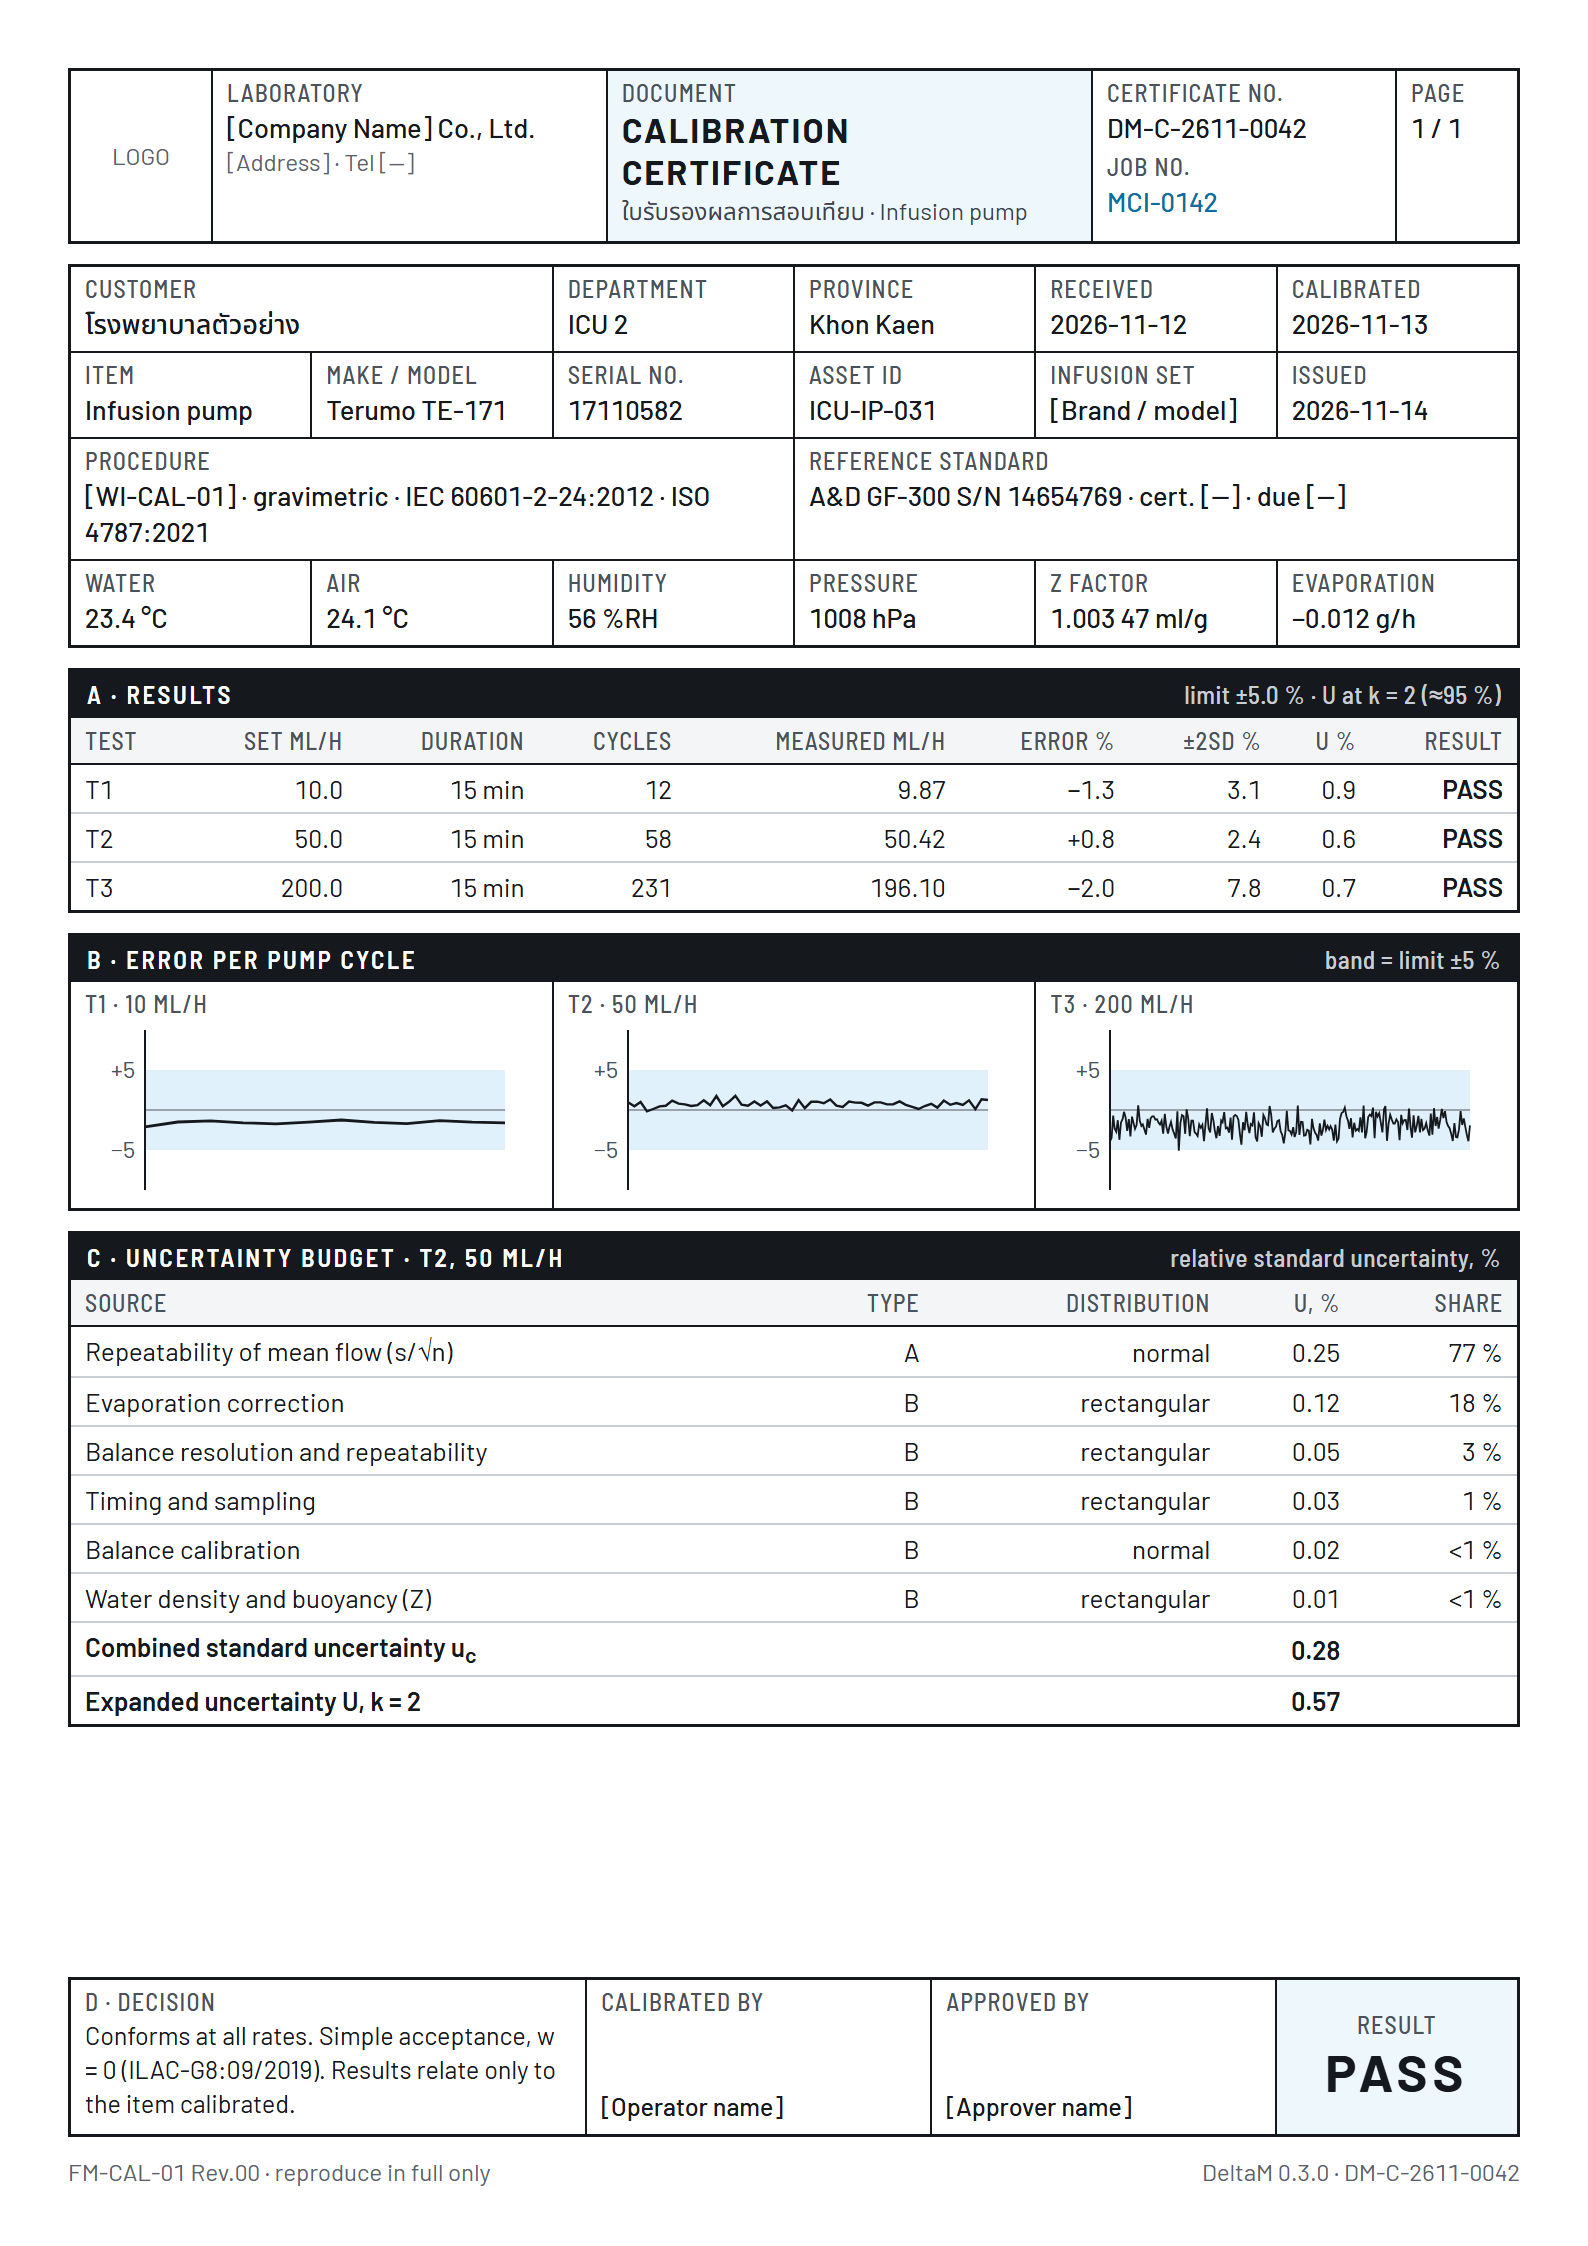 LOGO
LABORATORY
[Company Name] Co., Ltd.
[Address] · Tel [—]
DOCUMENT
CALIBRATION
CERTIFICATE
ใบรับรองผลการสอบเทียบ · Infusion pump
CERTIFICATE NO.
DM-C-2611-0042
JOB NO.
MCI-0142
PAGE
1 / 1
CUSTOMER
โรงพยาบาลตัวอย่าง
DEPARTMENT
ICU 2
PROVINCE
Khon Kaen
RECEIVED
2026-11-12
CALIBRATED
2026-11-13
ITEM
Infusion pump
MAKE / MODEL
Terumo TE-171
SERIAL NO.
17110582
ASSET ID
ICU-IP-031
INFUSION SET
[Brand / model]
ISSUED
2026-11-14
PROCEDURE
[WI-CAL-01] · gravimetric · IEC 60601-2-24:2012 · ISO
4787:2021
REFERENCE STANDARD
A&D GF-300 S/N 14654769 · cert. [—] · due [—]
WATER
23.4 °C
AIR
24.1 °C
HUMIDITY
56 %RH
PRESSURE
1008 hPa
Z FACTOR
1.003 47 ml/g
EVAPORATION
−0.012 g/h
A · RESULTS limit ±5.0 % · U at k = 2 (≈95 %)
TEST SET ML/H DURATION CYCLES MEASURED ML/H ERROR % ±2SD % U % RESULT
T1 10.0 15 min 12 9.87 −1.3 3.1 0.9 PASS
T2 50.0 15 min 58 50.42 +0.8 2.4 0.6 PASS
T3 200.0 15 min 231 196.10 −2.0 7.8 0.7 PASS
B · ERROR PER PUMP CYCLE band = limit ±5 %
T1 · 10 ML/H
+5
−5
T2 · 50 ML/H
+5
−5
T3 · 200 ML/H
+5
−5
C · UNCERTAINTY BUDGET · T2, 50 ML/H relative standard uncertainty, %
SOURCE TYPE DISTRIBUTION U, % SHARE
Repeatability of mean flow (s/√n) A normal 0.25 77 %
Evaporation correction B rectangular 0.12 18 %
Balance resolution and repeatability B rectangular 0.05 3 %
Timing and sampling B rectangular 0.03 1 %
Balance calibration B normal 0.02 <1 %
Water density and buoyancy (Z) B rectangular 0.01 <1 %
Combined standard uncertainty uc 0.28
Expanded uncertainty U, k = 2 0.57
D · DECISION
Conforms at all rates. Simple acceptance, w
= 0 (ILAC-G8:09/2019). Results relate only to
the item calibrated.
CALIBRATED BY
[Operator name]
APPROVED BY
[Approver name]
RESULT
PASS
FM-CAL-01 Rev.00 · reproduce in full only
DeltaM 0.3.0 · DM-C-2611-0042